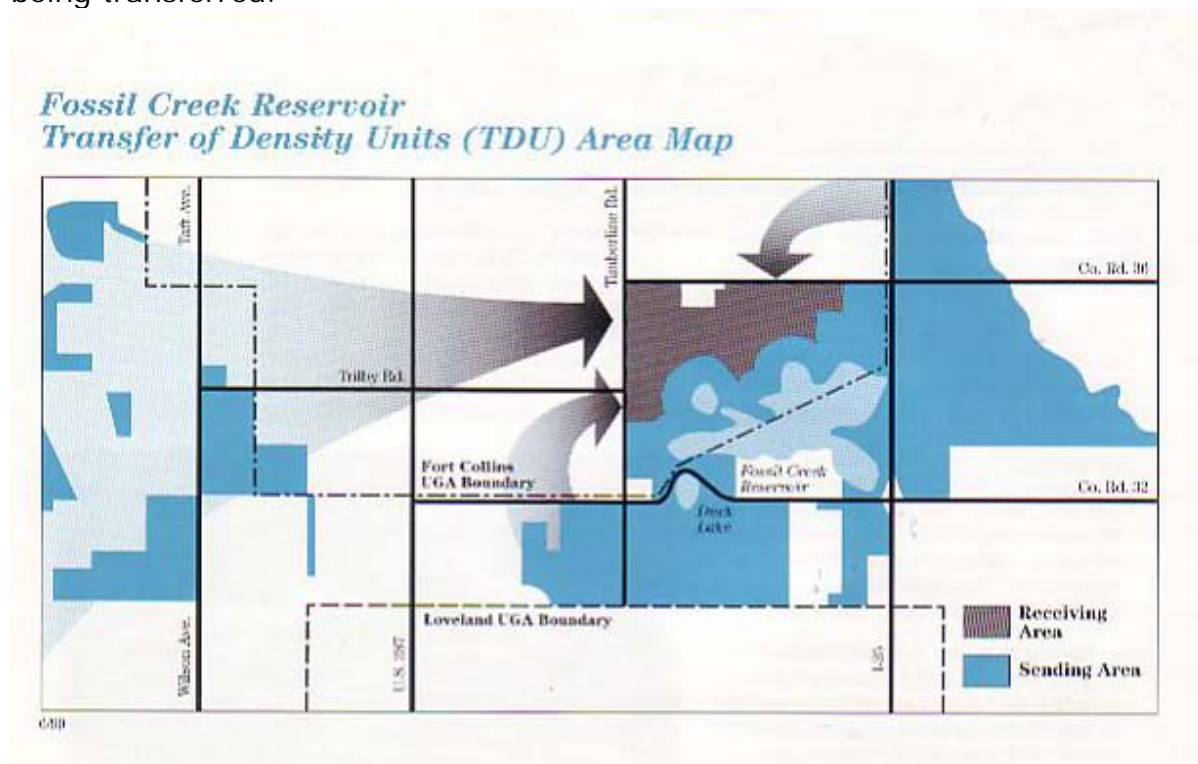 being transferred.
Fossil Creek Reservoir
Transfer of Density Units (TDU) Area Map
Taft Ave.
Timberline Rd.
Co. Rd. 36
Trilby Rd.
Fort Collins
UGA Boundary
Fossil Creek
Reservoir
Co. Rd. 32
Duck
Lake
Loveland UGA Boundary
Wilson Ave.
U.S. 287
I-25
Receiving
Area
Sending Area